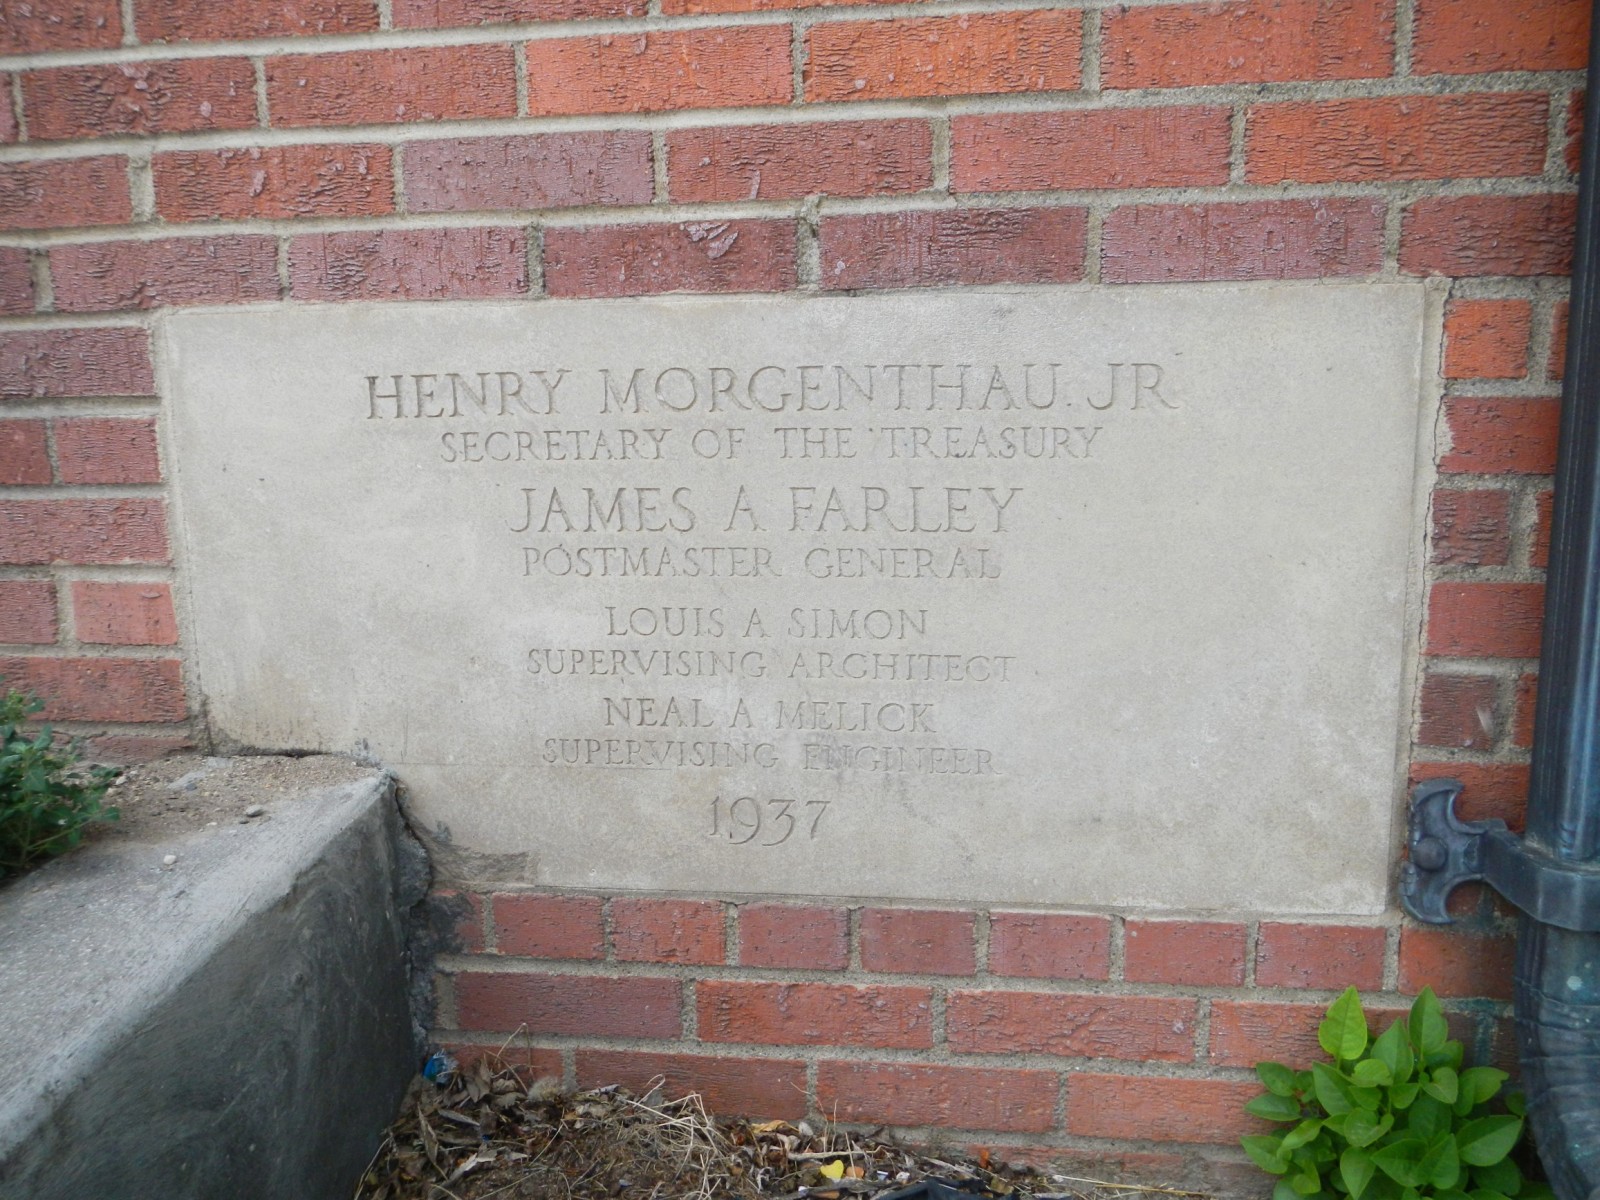 HENRY MORGENTHAU. JR
SECRETARY OF THE TREASURY
JAMES A FARLEY
POSTMASTER GENERAL
LOUIS A SIMON
SUPERVISING ARCHITECT
NEAL A MELICK
SUPERVISING ENGINEER
1937